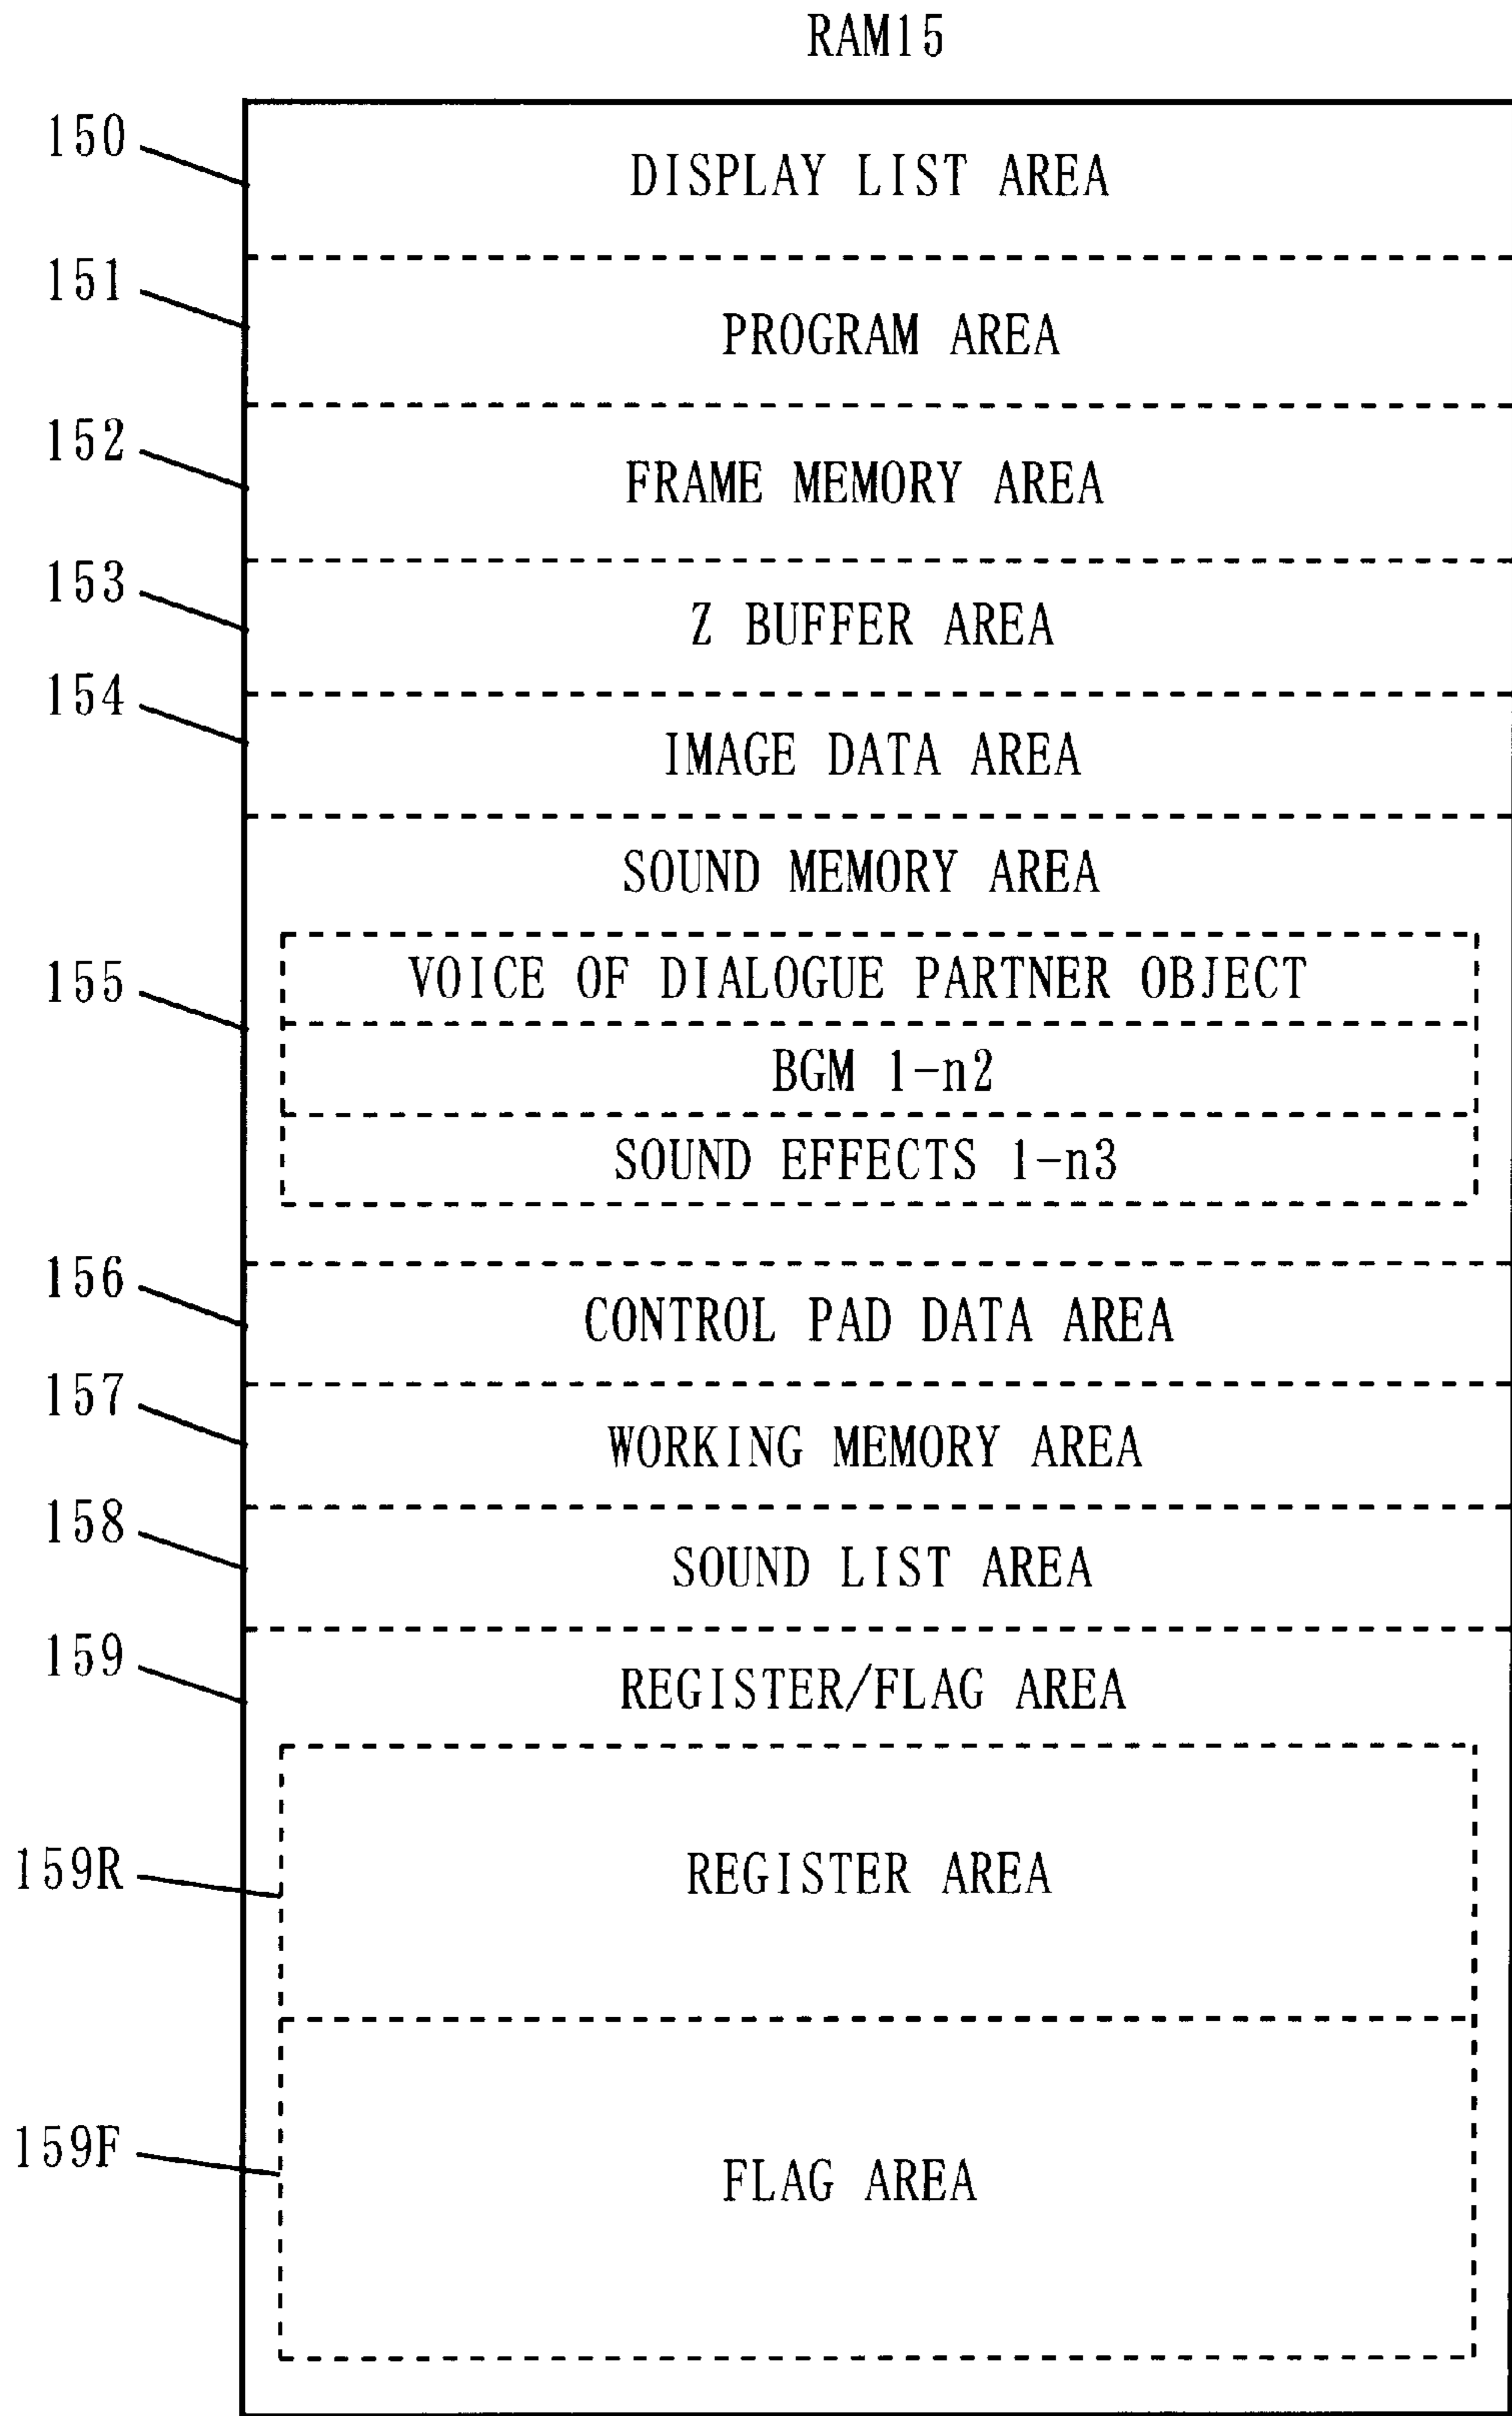 RAM15
150
DISPLAY LIST AREA
151
PROGRAM AREA
152
FRAME MEMORY AREA
153
Z BUFFER AREA
154
IMAGE DATA AREA
SOUND MEMORY AREA
155
VOICE OF DIALOGUE PARTNER OBJECT
BGM 1-n2
SOUND EFFECTS 1-n3
156
CONTROL PAD DATA AREA
157
WORKING MEMORY AREA
158
SOUND LIST AREA
159
REGISTER/FLAG AREA
159R
REGISTER AREA
159F
FLAG AREA